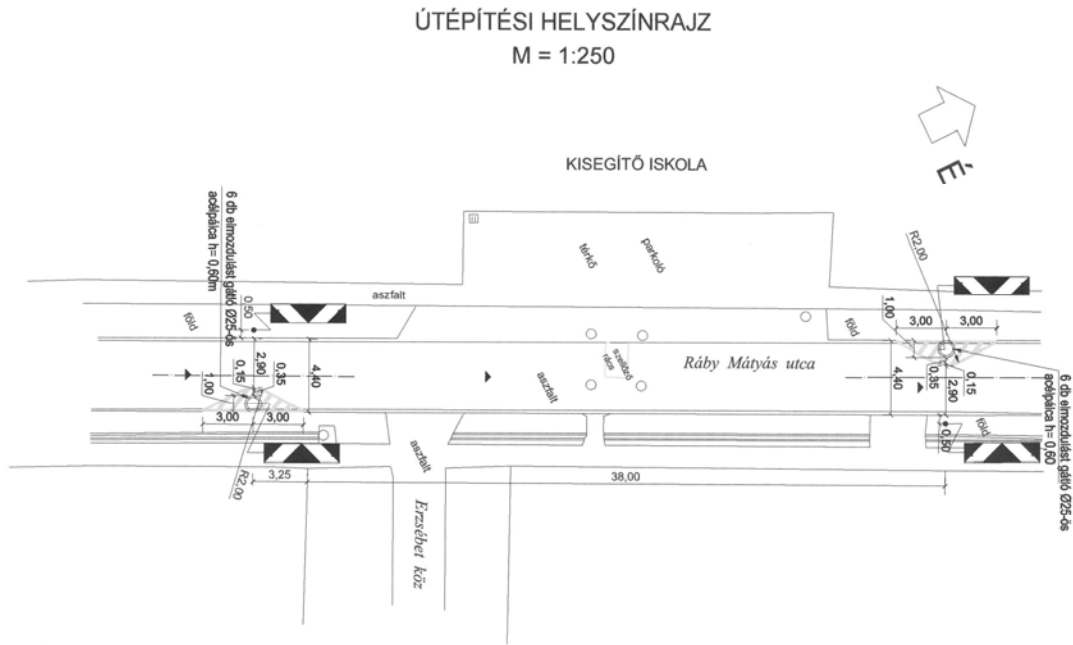 ÚTÉPÍTÉSI HELYSZÍNRAJZ
M = 1:250
É
KISEGÍTŐ ISKOLA
6 db elmozdulást gátló Ø25-ös
acélpálca h= 0,60m
0,50
térkő
parkoló
R2,00
aszfalt
föld
föld
1,00
3,00
3,00
szellőző
rács
Ráby Mátyás utca
aszfalt
1,00
0,15
2,90
0,35
4,40
4,40
0,35
2,90
0,15
6 db elmozdulást gátló Ø25-ös
acélpálca h= 0,60
3,00
3,00
0,50
föld
aszfalt
R2,00
3,25
38,00
Erzsébet köz